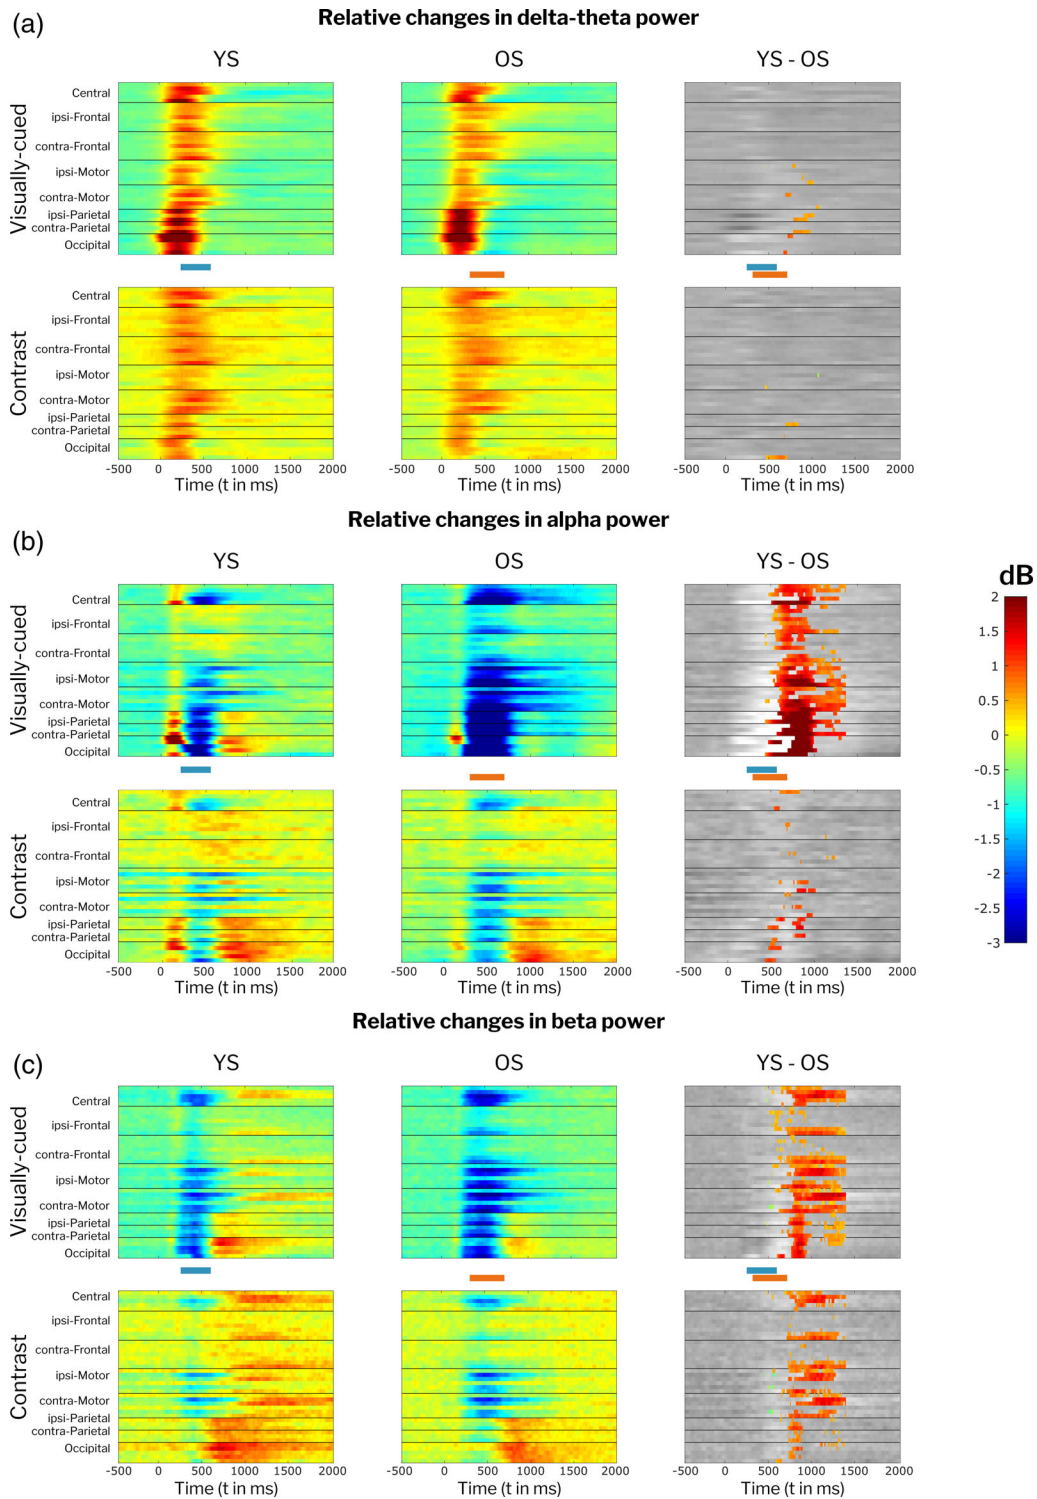 (a)
Relative changes in delta-theta power
YS
OS
YS - OS
Visually-cued
Central
ipsi-Frontal
contra-Frontal
ipsi-Motor
contra-Motor
ipsi-Parietal
contra-Parietal
Occipital
Contrast
Central
ipsi-Frontal
contra-Frontal
ipsi-Motor
contra-Motor
ipsi-Parietal
contra-Parietal
Occipital
-500 0 500 1000 1500 2000
-500 0 500 1000 1500 2000
-500 0 500 1000 1500 2000
Time (t in ms)
Time (t in ms)
Time (t in ms)
(b)
Relative changes in alpha power
YS
OS
YS - OS
Visually-cued
Central
ipsi-Frontal
contra-Frontal
ipsi-Motor
contra-Motor
ipsi-Parietal
contra-Parietal
Occipital
Contrast
Central
ipsi-Frontal
contra-Frontal
ipsi-Motor
contra-Motor
ipsi-Parietal
contra-Parietal
Occipital
-500 0 500 1000 1500 2000
-500 0 500 1000 1500 2000
-500 0 500 1000 1500 2000
Time (t in ms)
Time (t in ms)
Time (t in ms)
dB
2
1.5
1
0.5
0
-0.5
-1
-1.5
-2
-2.5
-3
(c)
Relative changes in beta power
YS
OS
YS - OS
Visually-cued
Central
ipsi-Frontal
contra-Frontal
ipsi-Motor
contra-Motor
ipsi-Parietal
contra-Parietal
Occipital
Contrast
Central
ipsi-Frontal
contra-Frontal
ipsi-Motor
contra-Motor
ipsi-Parietal
contra-Parietal
Occipital
-500 0 500 1000 1500 2000
-500 0 500 1000 1500 2000
-500 0 500 1000 1500 2000
Time (t in ms)
Time (t in ms)
Time (t in ms)